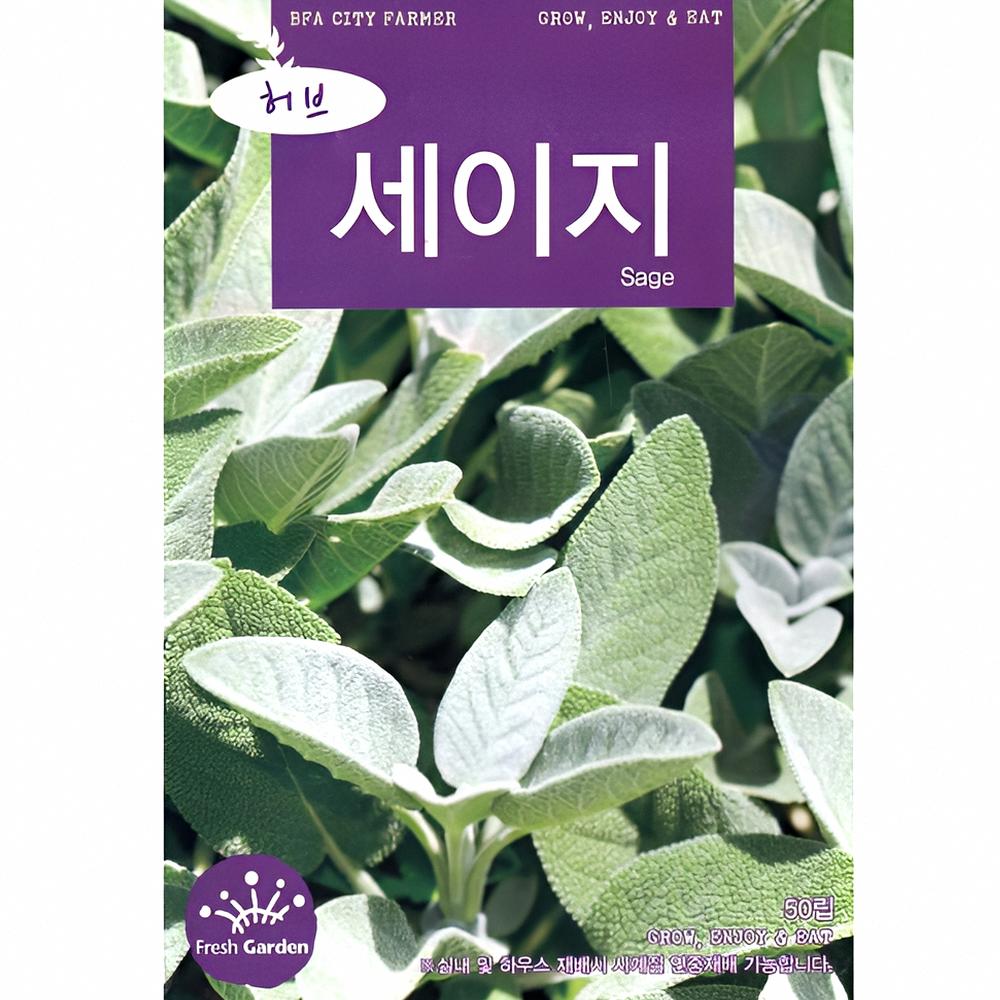 BFA CITY FARMER GROW, ENJOY & EAT
허브
세이지
Sage
Fresh Garden
50립
GROW, ENJOY & EAT
※실내 및 하우스 재배시 사계절 연중재배 가능합니다.